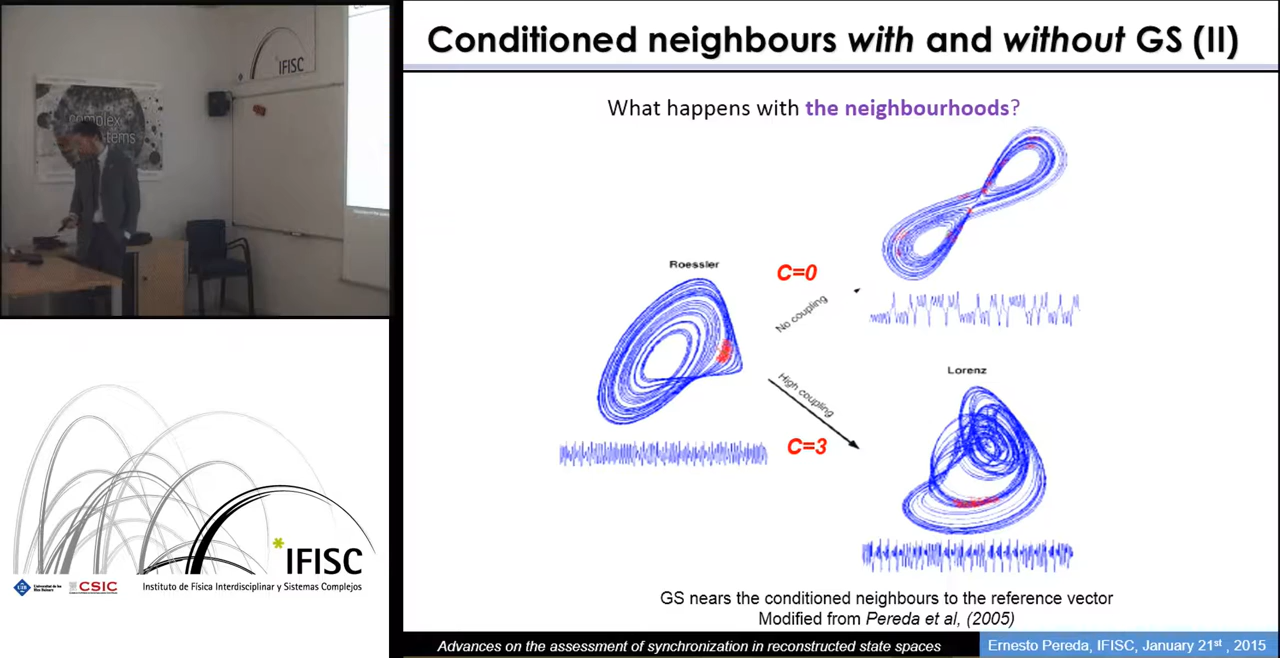 Conditioned neighbours with and without GS (II)
What happens with the neighbourhoods?
Roessler
C=0
No coupling
High coupling
C=3
Lorenz
GS nears the conditioned neighbours to the reference vector
Modified from Pereda et al, (2005)
Advances on the assessment of synchronization in reconstructed state spaces
Ernesto Pereda, IFISC, January 21st , 2015
IFISC
complex
systems
*IFISC
CSIC
Instituto de Física Interdisciplinar y Sistemas Complejos